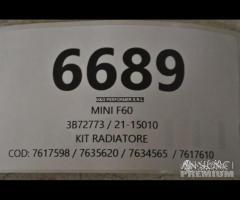 6689
D&D PERFORMER S.R.L.
MINI F60
3B72773 / 21-15010
KIT RADIATORE
COD: 7617598 / 7635620 / 7634565 / 7617610
PREMIUM